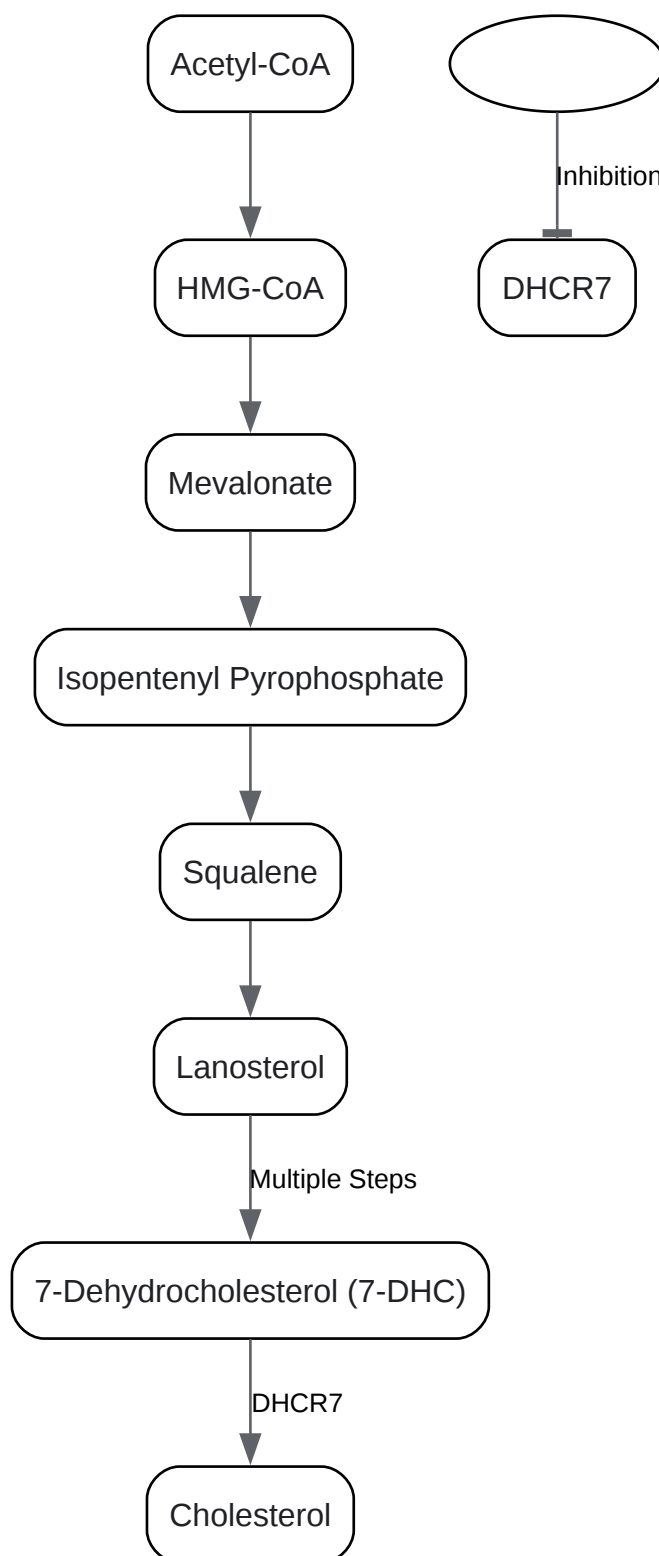 Acetyl-CoA
Inhibition
HMG-CoA
DHCR7
Mevalonate
Isopentenyl Pyrophosphate
Squalene
Lanosterol
Multiple Steps
7-Dehydrocholesterol (7-DHC)
DHCR7
Cholesterol